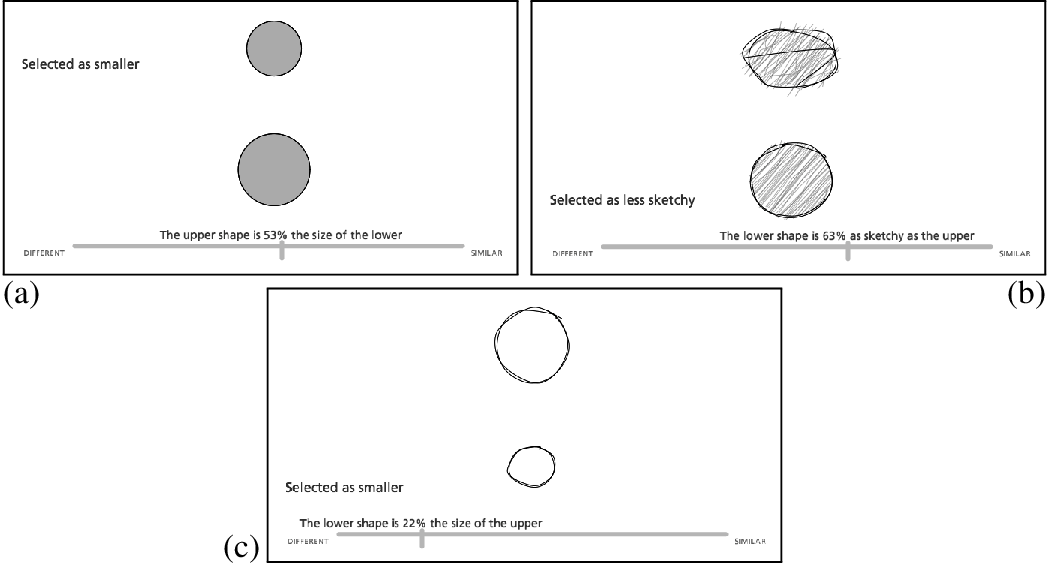 Selected as smaller
The upper shape is 53% the size of the lower
DIFFERENT
SIMILAR
(a)
Selected as less sketchy
The lower shape is 63% as sketchy as the upper
DIFFERENT
SIMILAR
(b)
Selected as smaller
The lower shape is 22% the size of the upper
DIFFERENT
SIMILAR
(c)